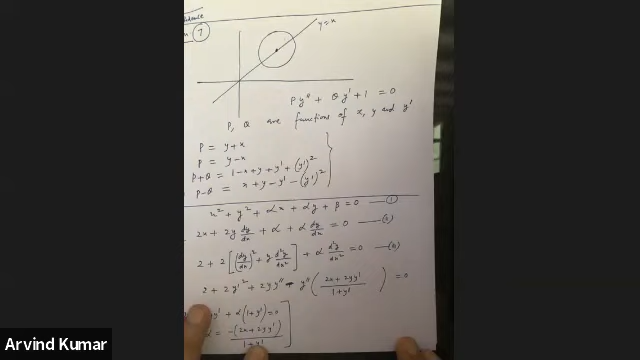 7
y=x
Py" + Qy' + 1 = 0
P, Q are functions of x, y and y'
P = y+x
P = y-x
P+Q = 1-x+y+y'+(y')²
P-Q = x+y-y'-(y')²
x² + y² + αx + αy + β = 0 —①
2x + 2y dy/dx + α + α dy/dx = 0
2 + 2[(dy/dx)² + y d²y/dx²] + α d²y/dx² = 0
2 + 2y'² + 2yy" - y"((2x+2yy')/(1+y')) = 0
y' + α(1+y')=0
= -(2x+2yy')/(1+y')
Arvind Kumar